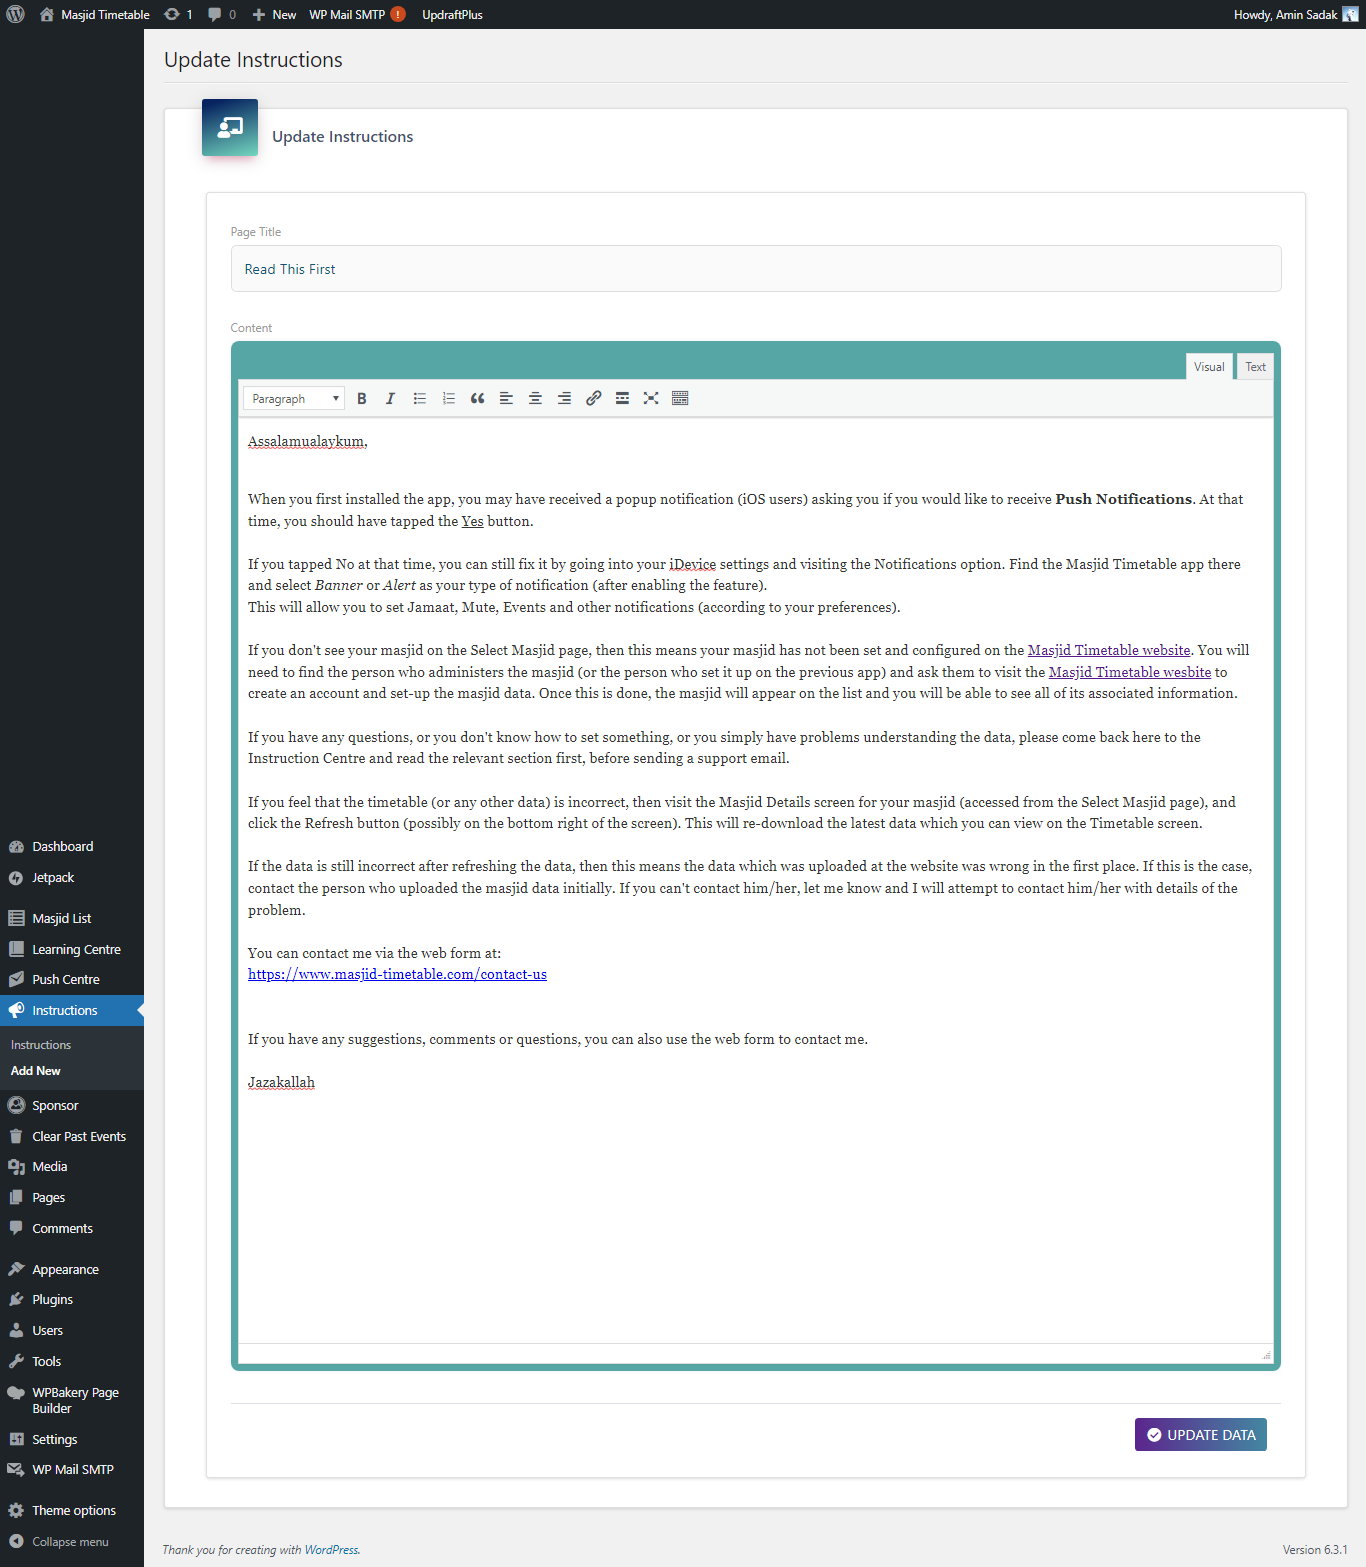 Masjid Timetable 1 0 New WP Mail SMTP ! UpdraftPlus Howdy, Amin Sadak
Update Instructions
Update Instructions
Page Title
Read This First
Content
Visual Text
Paragraph
Assalamualaykum,
When you first installed the app, you may have received a popup notification (iOS users) asking you if you would like to receive Push Notifications. At that
time, you should have tapped the Yes button.
If you tapped No at that time, you can still fix it by going into your iDevice settings and visiting the Notifications option. Find the Masjid Timetable app there
and select Banner or Alert as your type of notification (after enabling the feature).
This will allow you to set Jamaat, Mute, Events and other notifications (according to your preferences).
If you don't see your masjid on the Select Masjid page, then this means your masjid has not been set and configured on the Masjid Timetable website. You will
need to find the person who administers the masjid (or the person who set it up on the previous app) and ask them to visit the Masjid Timetable wesbite to
create an account and set-up the masjid data. Once this is done, the masjid will appear on the list and you will be able to see all of its associated information.
If you have any questions, or you don't know how to set something, or you simply have problems understanding the data, please come back here to the
Instruction Centre and read the relevant section first, before sending a support email.
If you feel that the timetable (or any other data) is incorrect, then visit the Masjid Details screen for your masjid (accessed from the Select Masjid page), and
click the Refresh button (possibly on the bottom right of the screen). This will re-download the latest data which you can view on the Timetable screen.
If the data is still incorrect after refreshing the data, then this means the data which was uploaded at the website was wrong in the first place. If this is the case,
contact the person who uploaded the masjid data initially. If you can't contact him/her, let me know and I will attempt to contact him/her with details of the
problem.
You can contact me via the web form at:
https://www.masjid-timetable.com/contact-us
If you have any suggestions, comments or questions, you can also use the web form to contact me.
Jazakallah
UPDATE DATA
Dashboard
Jetpack
Masjid List
Learning Centre
Push Centre
Instructions
Instructions
Add New
Sponsor
Clear Past Events
Media
Pages
Comments
Appearance
Plugins
Users
Tools
WPBakery Page
Builder
Settings
WP Mail SMTP
Theme options
Collapse menu
Thank you for creating with WordPress.
Version 6.3.1